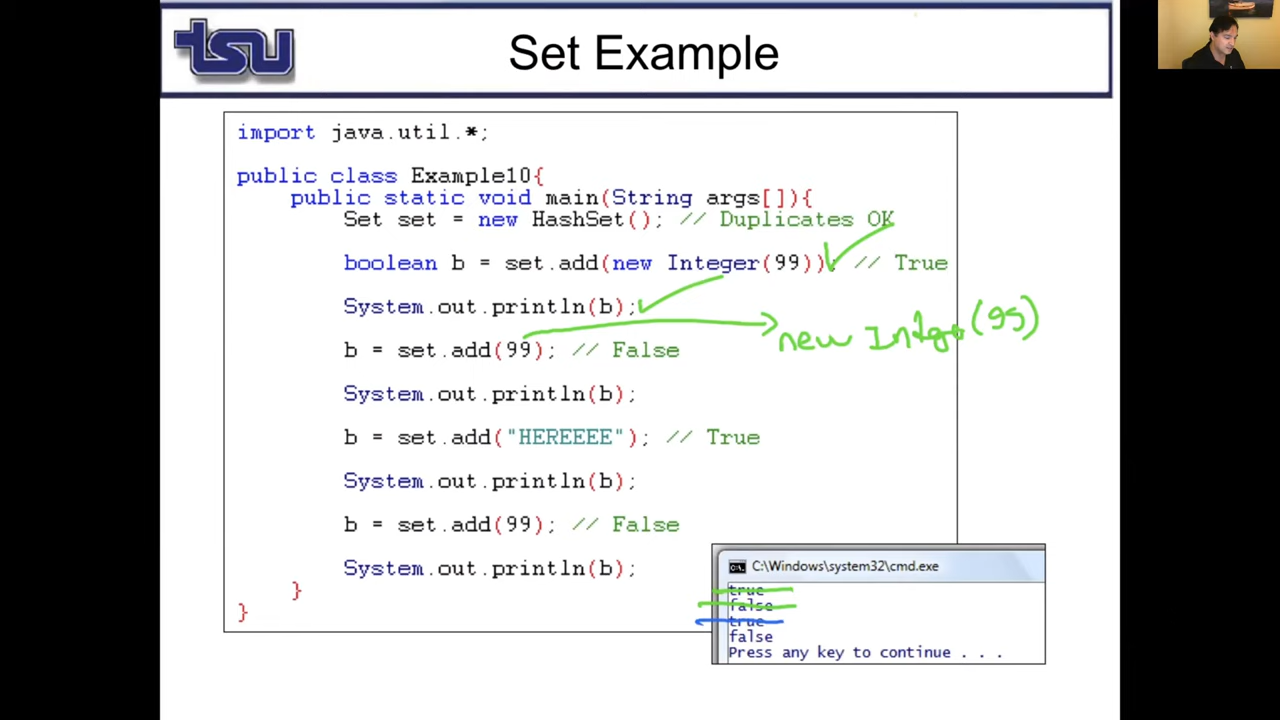 tsu
Set Example
import java.util.*;
public class Example10{
public static void main(String args[]){
Set set = new HashSet(); // Duplicates OK
boolean b = set.add(new Integer(99)); // True
System.out.println(b);
new Integer(99)
b = set.add(99); // False
System.out.println(b);
b = set.add("HEREEEE"); // True
System.out.println(b);
b = set.add(99); // False
System.out.println(b);
}
}
C:\Windows\system32\cmd.exe
true
false
true
false
Press any key to continue . . .